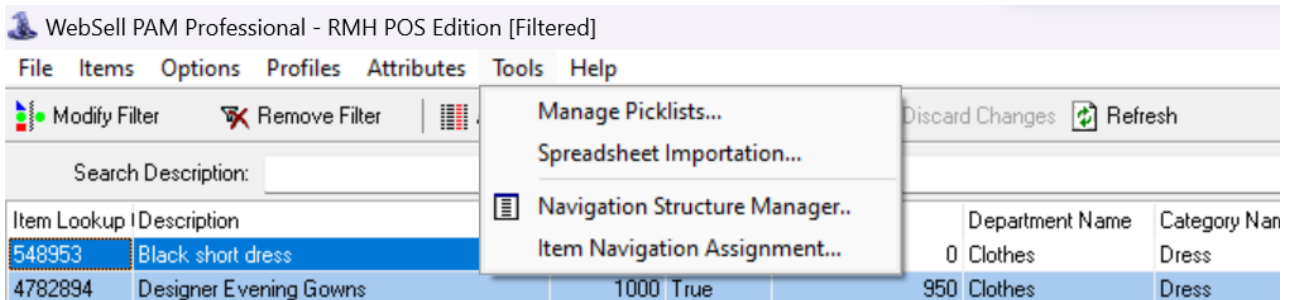 WebSell PAM Professional - RMH POS Edition [Filtered]
File Items Options Profiles Attributes Tools Help
Modify Filter Remove Filter Discard Changes Refresh
Manage Picklists...
Spreadsheet Importation...
Search Description:
Navigation Structure Manager..
Item Navigation Assignment...
Item Lookup Description Department Name Category
548953 Black short dress 0 Clothes Dress
4782894 Designer Evening Gowns 1000 True 950 Clothes Dress